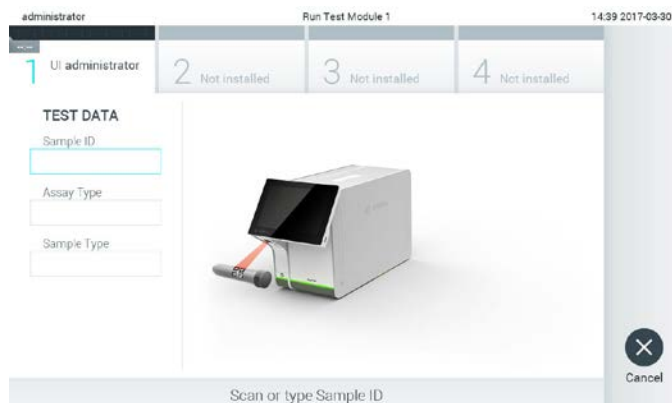 administrator
Run Test Module 1
14:39 2017-03-30
1 UI administrator
2 Not installed
3 Not installed
4 Not installed
TEST DATA
Sample ID
Assay Type
Sample Type
Cancel
Scan or type Sample ID